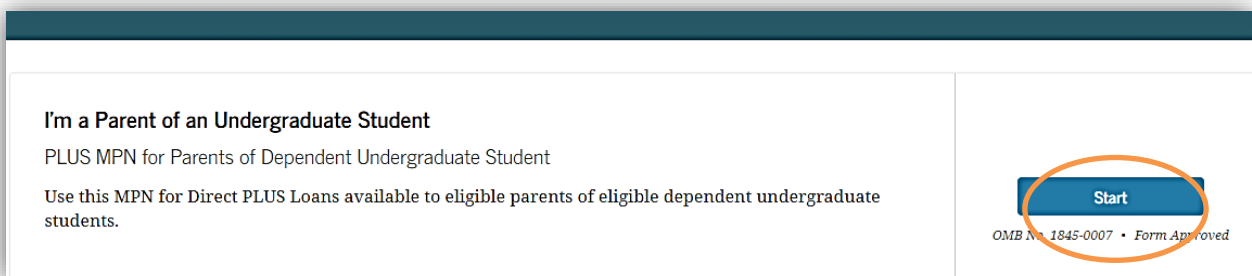 I'm a Parent of an Undergraduate Student
PLUS MPN for Parents of Dependent Undergraduate Student
Use this MPN for Direct PLUS Loans available to eligible parents of eligible dependent undergraduate
students.
Start
OMB No. 1845-0007 • Form Approved